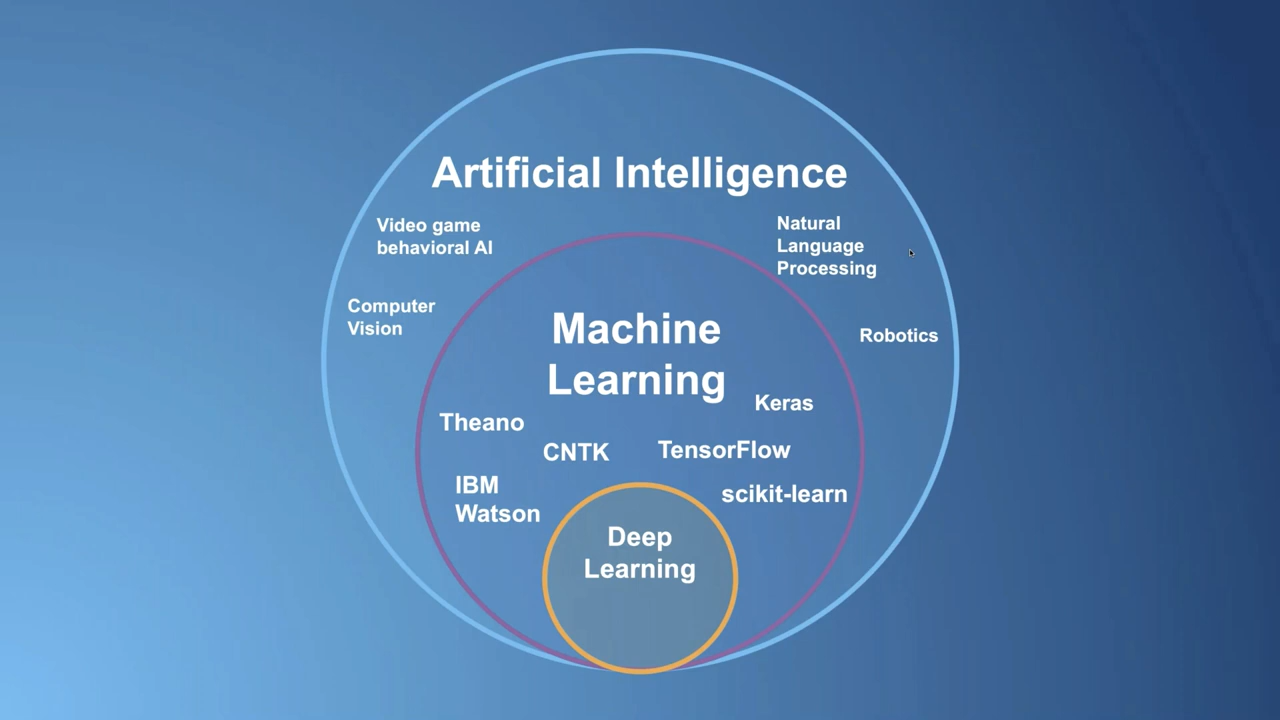 Artificial Intelligence
Video game
behavioral AI
Natural
Language
Processing
Computer
Vision
Robotics
Machine
Learning
Keras
Theano
CNTK
TensorFlow
IBM
Watson
scikit-learn
Deep
Learning